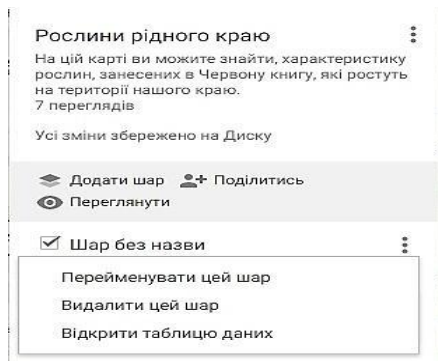 Рослини рідного краю
На цій карті ви можите знайти, характеристику
рослин, занесених в Червону книгу, які ростуть
на території нашого краю.
7 переглядів
Усі зміни збережено на Диску
Додати шар Поділитись
Переглянути
Шар без назви
Перейменувати цей шар
Видалити цей шар
Відкрити таблицю даних